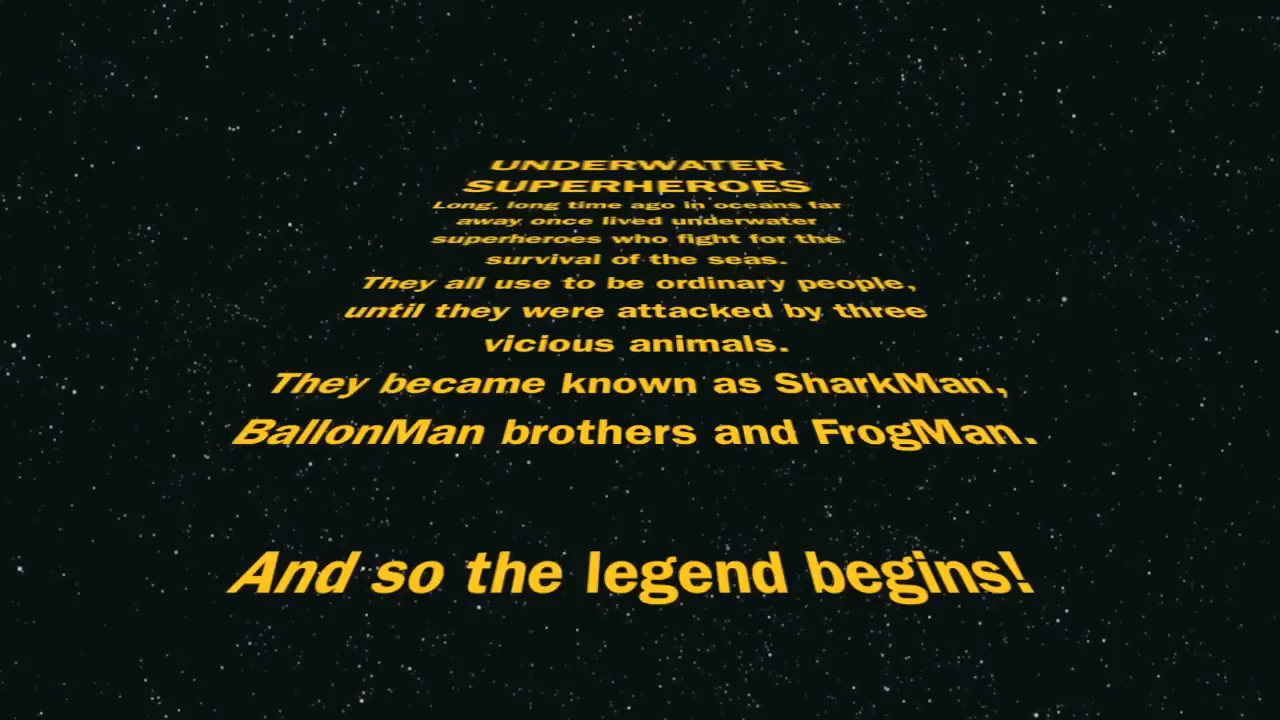 UNDERWATER
SUPERHEROES
Long, long time ago in oceans far
away once lived underwater
superheroes who fight for the
survival of the seas.
They all use to be ordinary people,
until they were attacked by three
vicious animals.
They became known as SharkMan,
BallonMan brothers and FrogMan.
And so the legend begins!